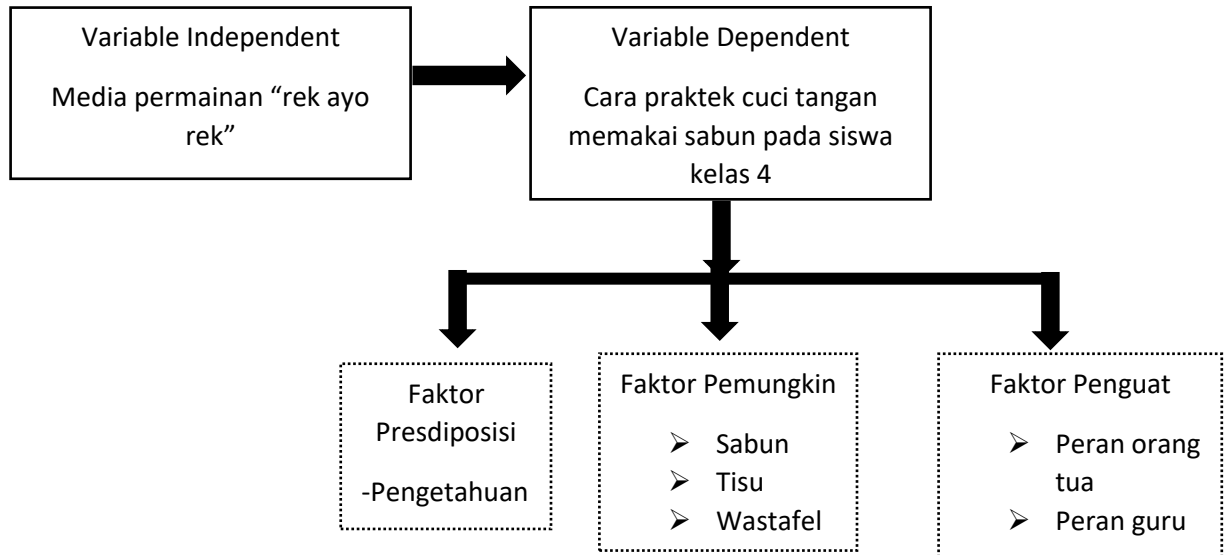 Variable Independent
Media permainan “rek ayo
rek”
Variable Dependent
Cara praktek cuci tangan
memakai sabun pada siswa
kelas 4
Faktor
Presdiposisi
-Pengetahuan
Faktor Pemungkin
➢ Sabun
➢ Tisu
➢ Wastafel
Faktor Penguat
➢ Peran orang
tua
➢ Peran guru